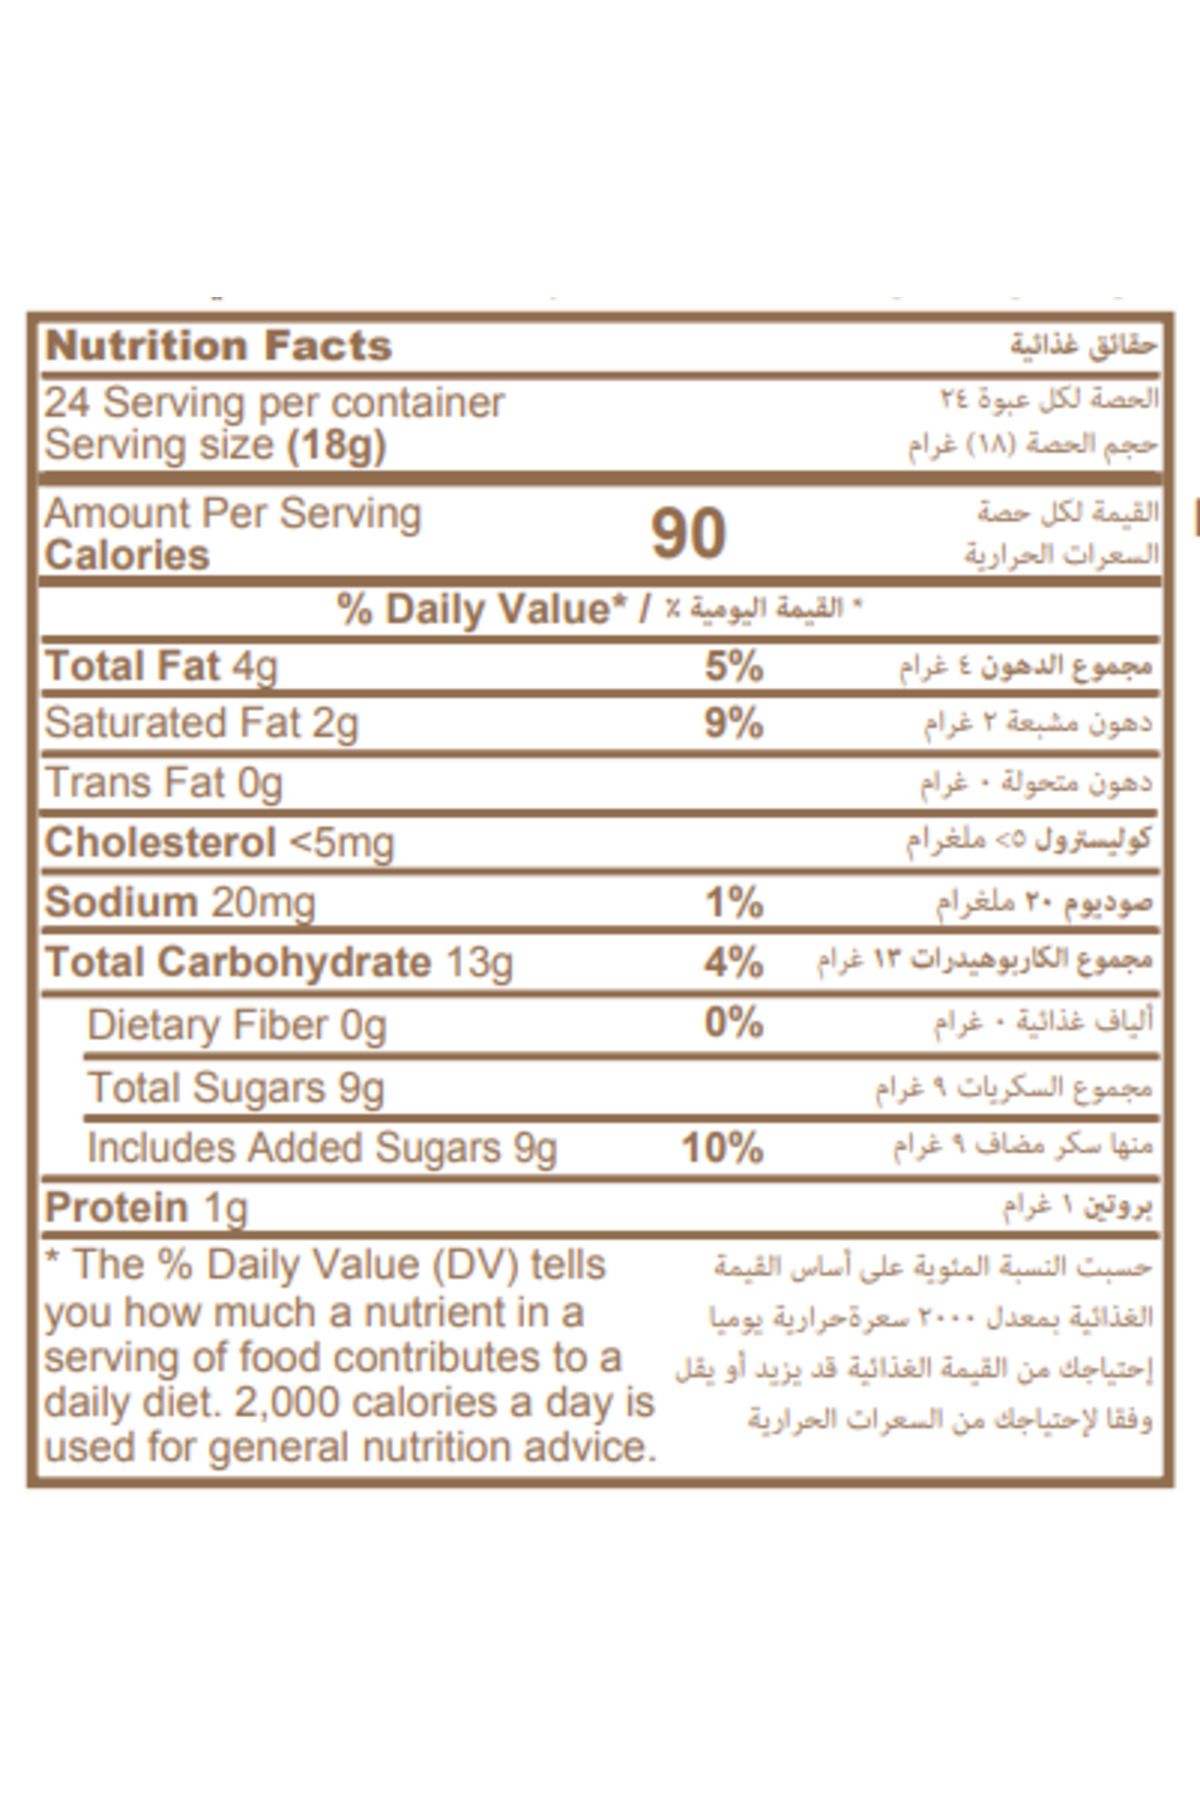 Nutrition Facts حقائق غذائية
24 Serving per container الحصة لكل عبوة ٢٤
Serving size (18g) حجم الحصة (١٨) غرام
Amount Per Serving القيمة لكل حصة
Calories 90 السعرات الحرارية
% Daily Value* / * القيمة اليومية ٪
Total Fat 4g 5% مجموع الدهون ٤ غرام
Saturated Fat 2g 9% دهون مشبعة ٢ غرام
Trans Fat 0g دهون متحولة ٠ غرام
Cholesterol <5mg كوليسترول ٥> ملغرام
Sodium 20mg 1% صوديوم ٢٠ ملغرام
Total Carbohydrate 13g 4% مجموع الكاربوهيدرات ١٣ غرام
Dietary Fiber 0g 0% ألياف غذائية ٠ غرام
Total Sugars 9g مجموع السكريات ٩ غرام
Includes Added Sugars 9g 10% منها سكر مضاف ٩ غرام
Protein 1g بروتين ١ غرام
* The % Daily Value (DV) tells
you how much a nutrient in a
serving of food contributes to a
daily diet. 2,000 calories a day is
used for general nutrition advice.
حسبت النسبة المئوية على أساس القيمة
الغذائية بمعدل ٢٠٠٠ سعرةحرارية يوميا
إحتياجك من القيمة الغذائية قد يزيد أو يقل
وفقا لإحتياجك من السعرات الحرارية